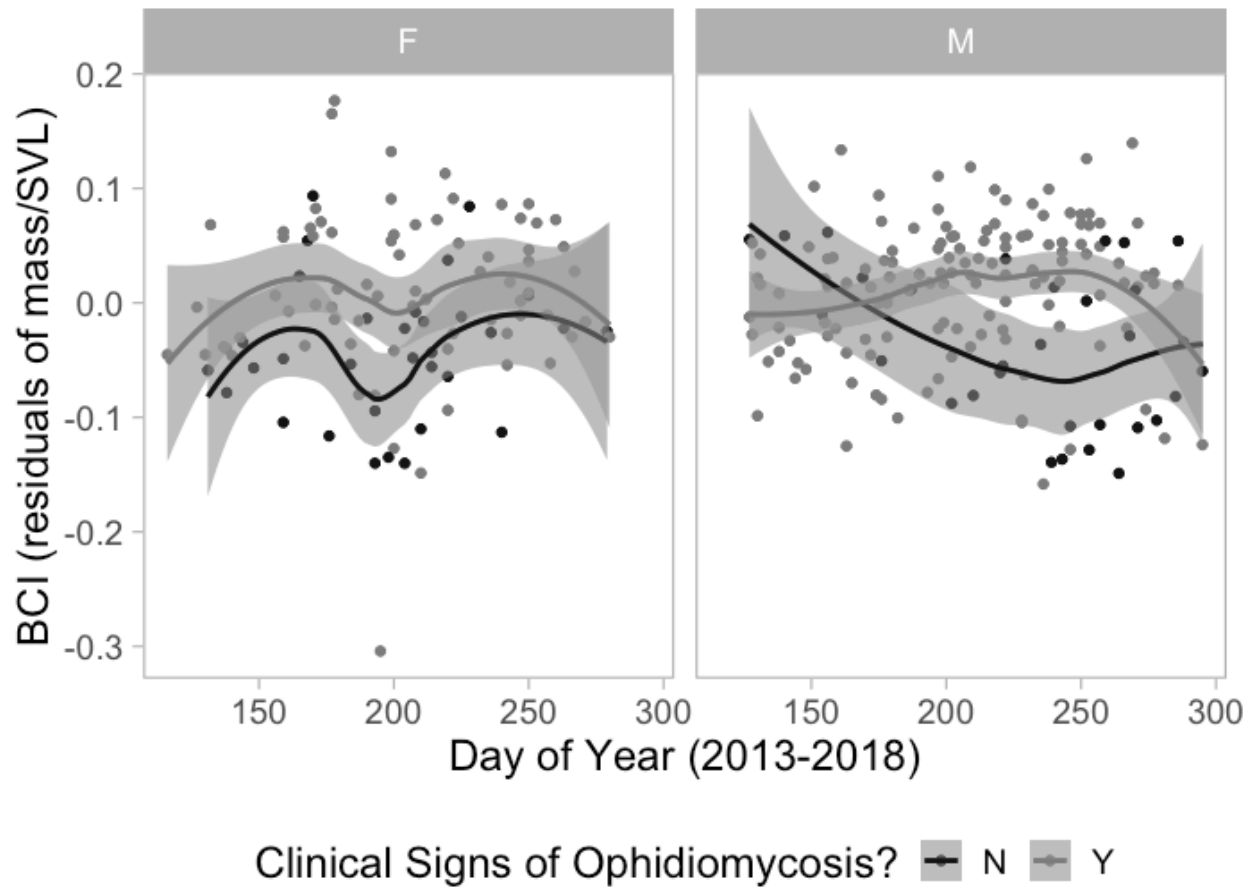 F M
0.2
0.1
0.0
-0.1
-0.2
-0.3
BCI (residuals of mass/SVL)
150 200 250 300 150 200 250 300
Day of Year (2013-2018)
Clinical Signs of Ophidiomycosis? N Y